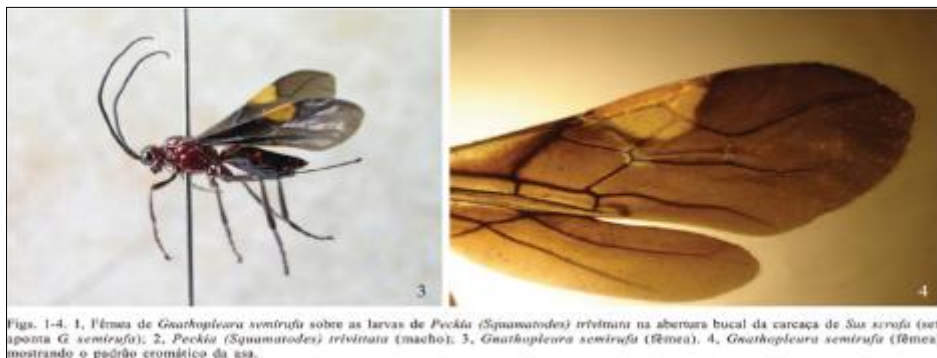 3
4
Figs. 1-4. 1, Fêmea de Gnathopleura semirufa sobre as larvas de Peckia (Squamatodes) trivittata na abertura bucal da carcaça de Sus scrofa (set
aponta G. semirufa); 2, Peckia (Squamatodes) trivittata (macho); 3, Gnathopleura semirufa (fêmea). 4, Gnathopleura semirufa (fêmea
mostrando o padrão cromático da asa.